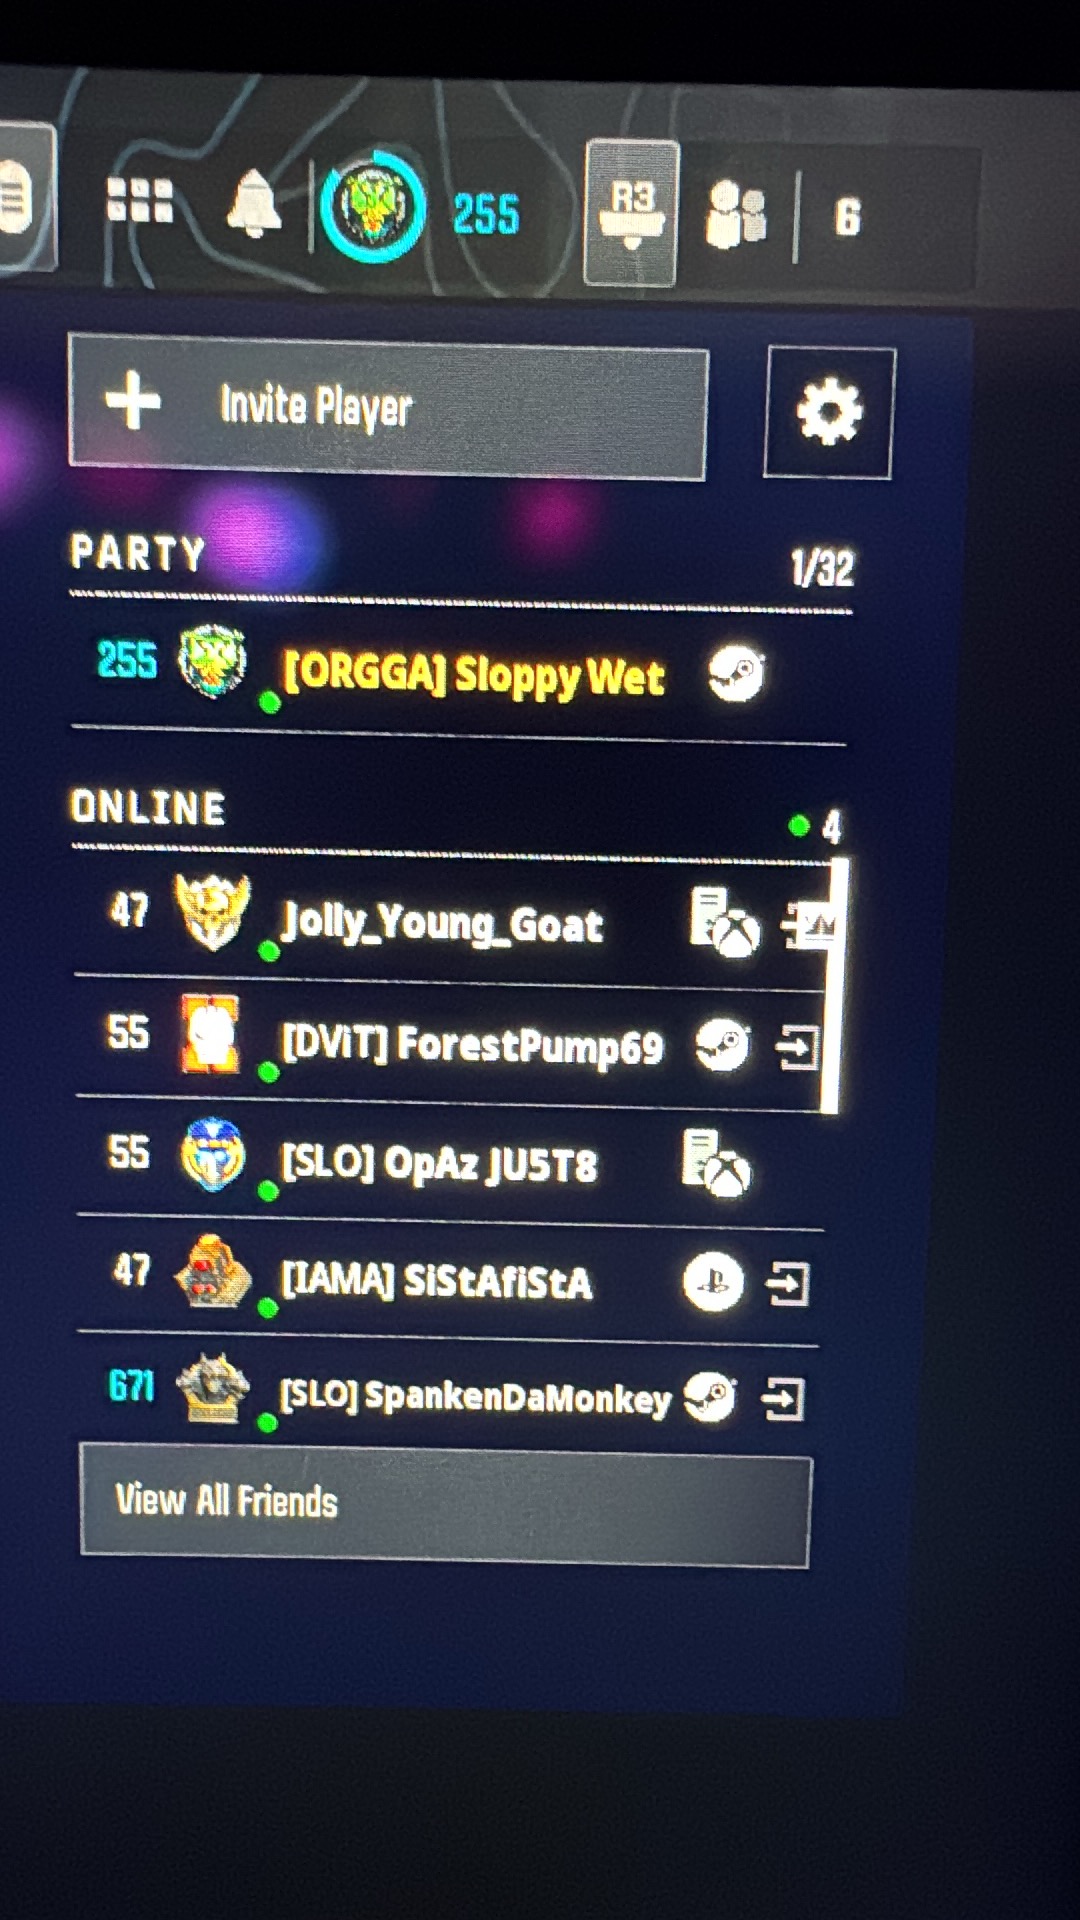 255
R3
6
Invite Player
PARTY 1/32
255 [ORGGA] Sloppy Wet
ONLINE 4
47 Jolly_Young_Goat
55 [DViT] ForestPump69
55 [SLO] OpAz JU5T8
47 [IAMA] SiStAfiStA
671 [SLO] SpankenDaMonkey
View All Friends